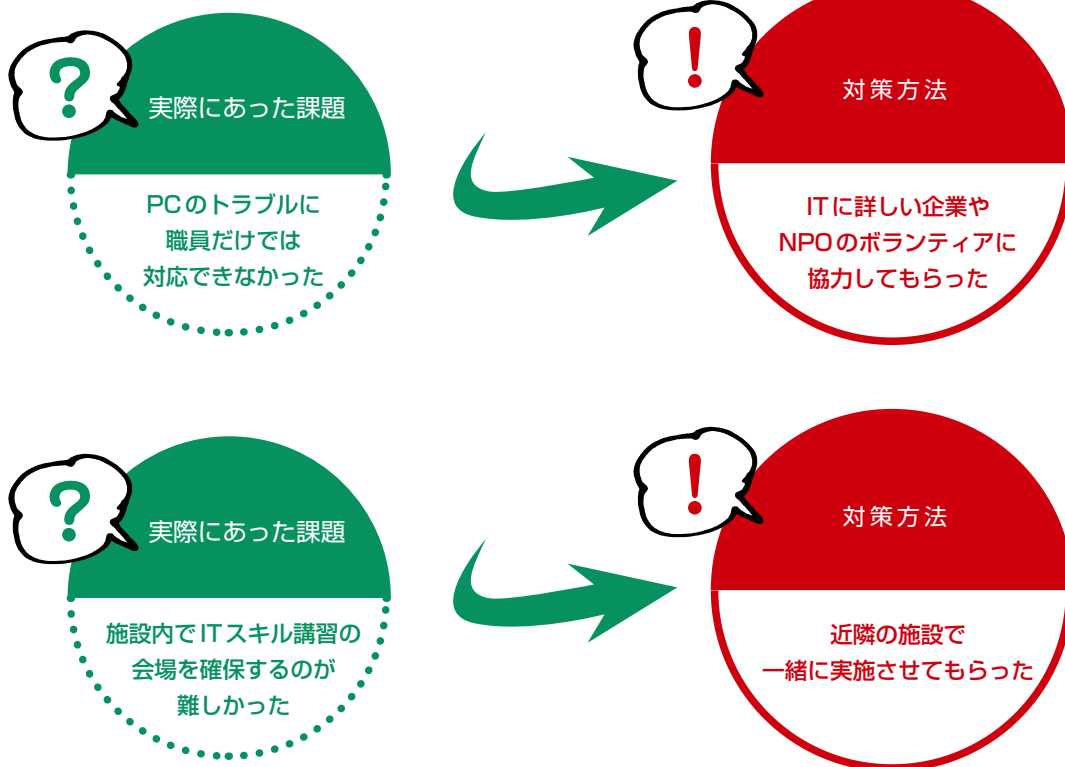 ?
実際にあった課題
PCのトラブルに
職員だけでは
対応できなかった
!
対策方法
ITに詳しい企業や
NPOのボランティアに
協力してもらった
?
実際にあった課題
施設内でITスキル講習の
会場を確保するのが
難しかった
!
対策方法
近隣の施設で
一緒に実施させてもらった